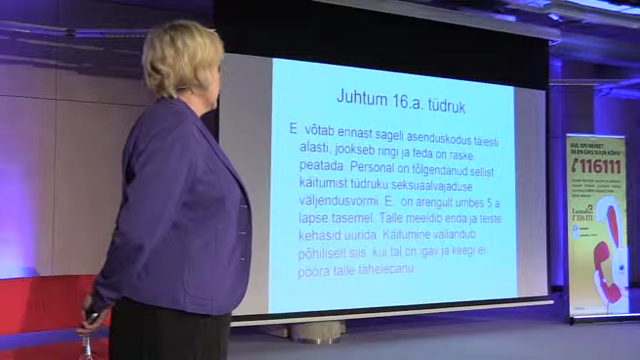 Juhtum 16.a. tüdruk
E võtab ennast sageli asenduskodus täiesti
alasti, jookseb ringi ja teda on raske
peatada. Personal on tõlgendanud sellist
käitumist tüdruku seksuaalvajaduse
väljendusvormi. E. on arengult umbes 5 a
lapse tasemel. Talle meeldib enda ja teiste
kehasid uurida. Käitumine vallandub
põhiliselt siis, kui tal on igav ja keegi ei
pööra talle tähelepanu.
116111
116111